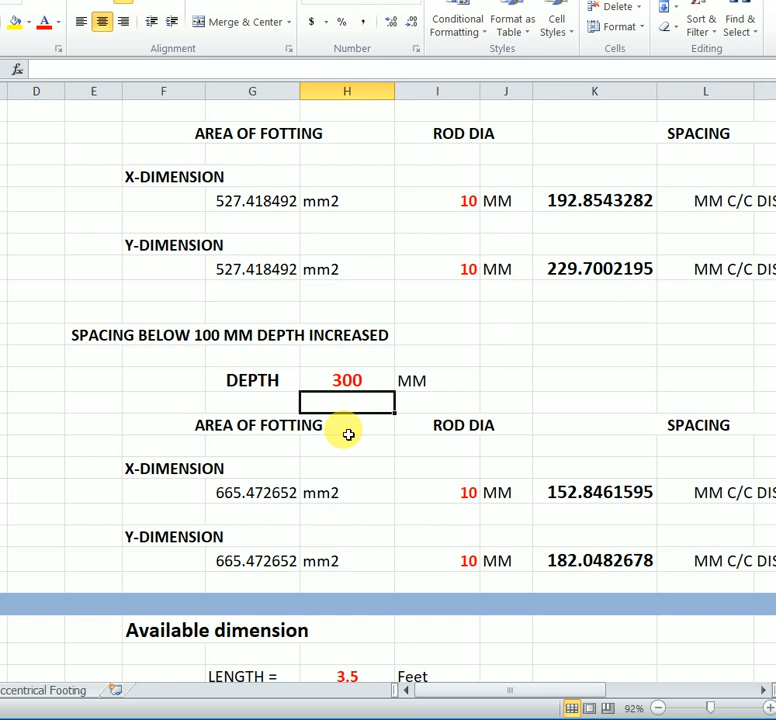 Merge & Center
$ % ,
Conditional Formatting
Format as Table
Cell Styles
Delete
Format
Sort & Filter
Find & Select
Alignment
Number
Styles
Cells
Editing
fx
D E F G H I J K L
AREA OF FOTTING ROD DIA SPACING
X-DIMENSION
527.418492 mm2 10 MM 192.8543282 MM C/C DIS
Y-DIMENSION
527.418492 mm2 10 MM 229.7002195 MM C/C DIS
SPACING BELOW 100 MM DEPTH INCREASED
DEPTH 300 MM
AREA OF FOTTING ROD DIA SPACING
X-DIMENSION
665.472652 mm2 10 MM 152.8461595 MM C/C DIS
Y-DIMENSION
665.472652 mm2 10 MM 182.0482678 MM C/C DIS
Available dimension
LENGTH = 3.5 Feet
ccentrical Footing
92%